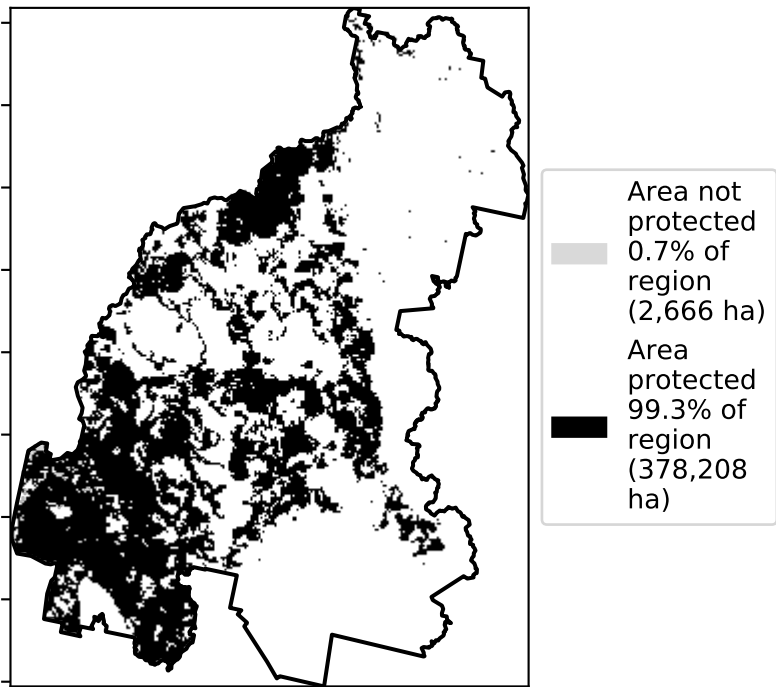 Area not
protected
0.7% of
region
(2,666 ha)
Area
protected
99.3% of
region
(378,208
ha)